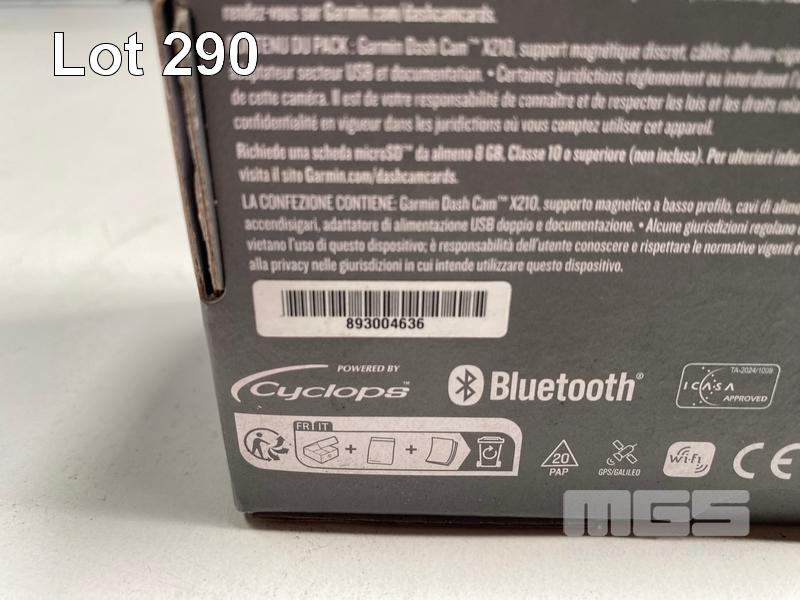 rendez-vous sur Garmin.com/dashcamcards.
Lot 290
TENU DU PACK : Garmin Dash Cam™ X210, support magnétique discret, câbles allume-cigare
adaptateur secteur USB et documentation. • Certaines juridictions réglementent ou interdisent
de cette caméra. Il est de votre responsabilité de connaître et de respecter les lois et les droits
confidentialité en vigueur dans les juridictions où vous comptez utiliser cet appareil.
Richiede una scheda microSD™ da almeno 8 GB, Classe 10 o superiore (non inclusa). Per ulteriori
visita il sito Garmin.com/dashcamcards.
LA CONFEZIONE CONTIENE: Garmin Dash Cam™ X210, supporto magnetico a basso profilo, cavi di
accendisigari, adattatore di alimentazione USB doppio e documentazione. • Alcune giurisdizioni regolano o
vietano l'uso di questo dispositivo; è responsabilità dell'utente conoscere e rispettare le normative vigenti e
alla privacy nelle giurisdizioni in cui intende utilizzare questo dispositivo.
893004636
POWERED BY
Cyclops™
Bluetooth®
TA-2024/1009
ICASA
APPROVED
FR IT
20
PAP
GPS/GALILEO
Wi-Fi
CE
MGS